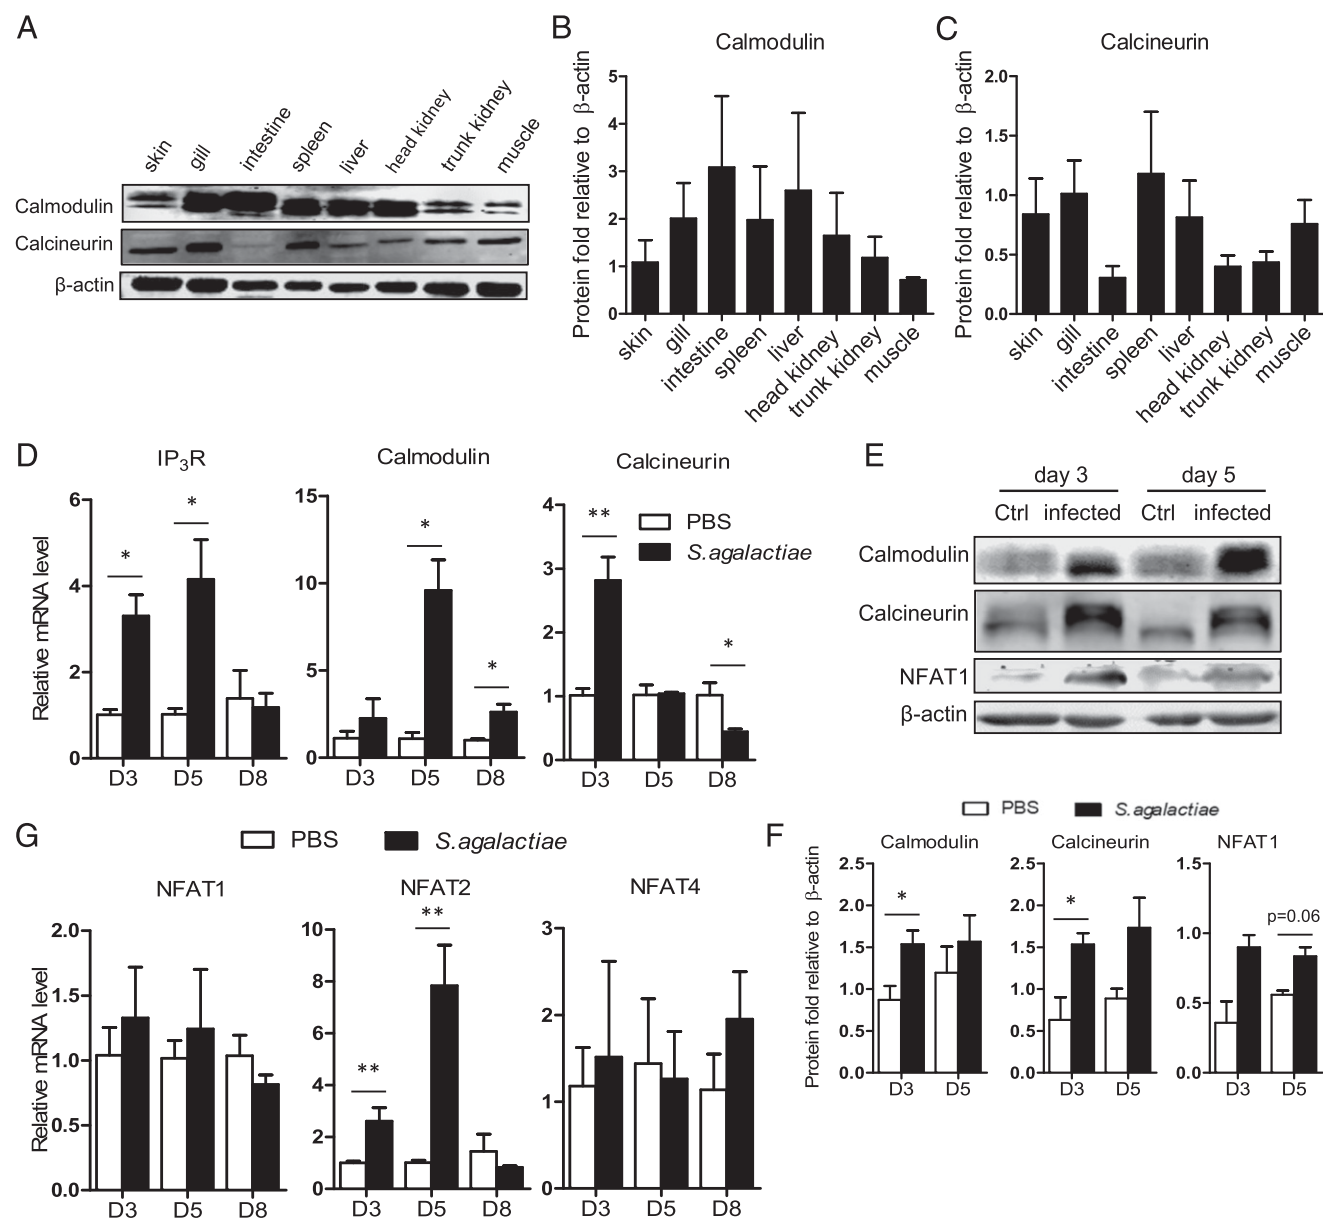 A
skin
gill
intestine
spleen
liver
head kidney
trunk kidney
muscle
Calmodulin
Calcineurin
β-actin
B
Calmodulin
Protein fold relative to β-actin
5
4
3
2
1
0
skin
gill
intestine
spleen
liver
head kidney
trunk kidney
muscle
C
Calcineurin
Protein fold relative to β-actin
2.0
1.5
1.0
0.5
0.0
skin
gill
intestine
spleen
liver
head kidney
trunk kidney
muscle
D
IP3R
Relative mRNA level
6
4
2
0
*
*
D3 D5 D8
Calmodulin
15
10
5
0
*
*
D3 D5 D8
Calcineurin
4
3
2
1
0
**
*
PBS
S.agalactiae
D3 D5 D8
E
day 3 day 5
Ctrl infected Ctrl infected
Calmodulin
Calcineurin
NFAT1
β-actin
G
PBS S.agalactiae
NFAT1
Relative mRNA level
2.0
1.5
1.0
0.5
0.0
D3 D5 D8
NFAT2
10
8
6
4
2
0
**
**
D3 D5 D8
NFAT4
3
2
1
0
D3 D5 D8
F
PBS S.agalactiae
Calmodulin
Protein fold relative to β-actin
2.5
2.0
1.5
1.0
0.5
0.0
*
D3 D5
Calcineurin
2.5
2.0
1.5
1.0
0.5
0.0
*
D3 D5
NFAT1
1.5
1.0
0.5
0.0
p=0.06
D3 D5